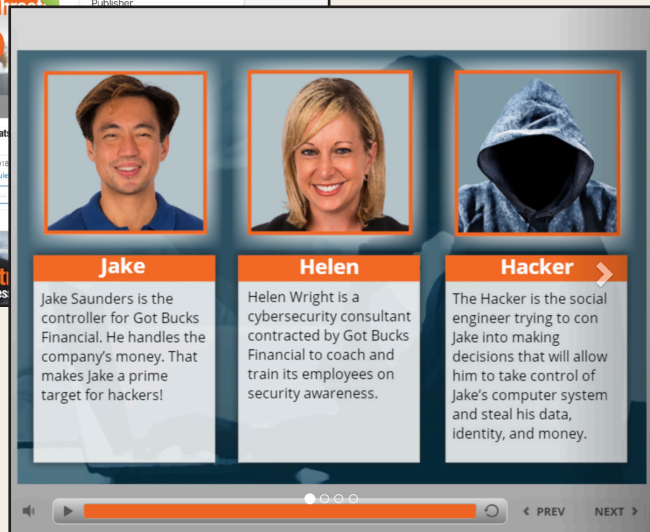 Publisher
Jake
Jake Saunders is the
controller for Got Bucks
Financial. He handles the
company's money. That
makes Jake a prime
target for hackers!
Helen
Helen Wright is a
cybersecurity consultant
contracted by Got Bucks
Financial to coach and
train its employees on
security awareness.
Hacker
The Hacker is the social
engineer trying to con
Jake into making
decisions that will allow
him to take control of
Jake's computer system
and steal his data,
identity, and money.
PREV
NEXT